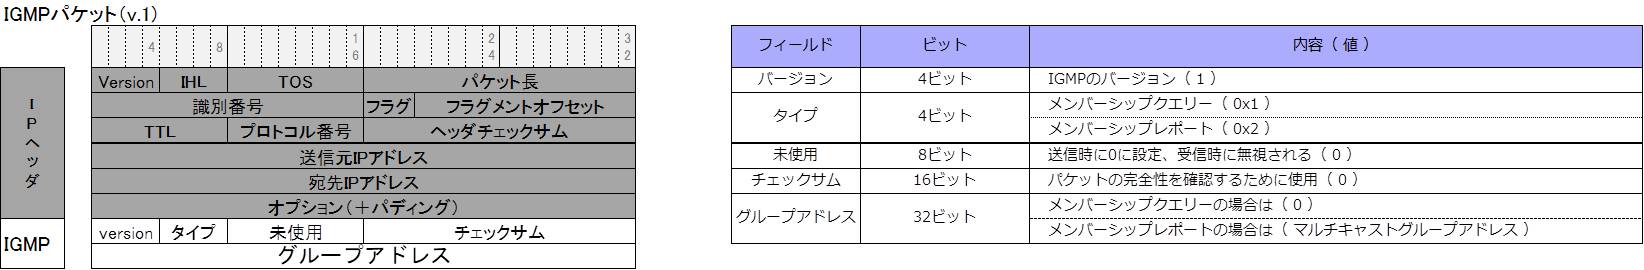 IGMPパケット（v.1）
4 8 16 24 32
IPヘッダ
Version IHL TOS パケット長
識別番号 フラグ フラグメントオフセット
TTL プロトコル番号 ヘッダチェックサム
送信元IPアドレス
宛先IPアドレス
オプション（＋パディング）
IGMP
version タイプ 未使用 チェックサム
グループアドレス
フィールド ビット 内容（ 値 ）
バージョン 4ビット IGMPのバージョン（ 1 ）
タイプ 4ビット メンバーシップクエリー（ 0x1 ）
メンバーシップレポート（ 0x2 ）
未使用 8ビット 送信時に0に設定、受信時に無視される（ 0 ）
チェックサム 16ビット パケットの完全性を確認するために使用（ 0 ）
グループアドレス 32ビット メンバーシップクエリーの場合は（ 0 ）
メンバーシップレポートの場合は（ マルチキャストグループアドレス ）